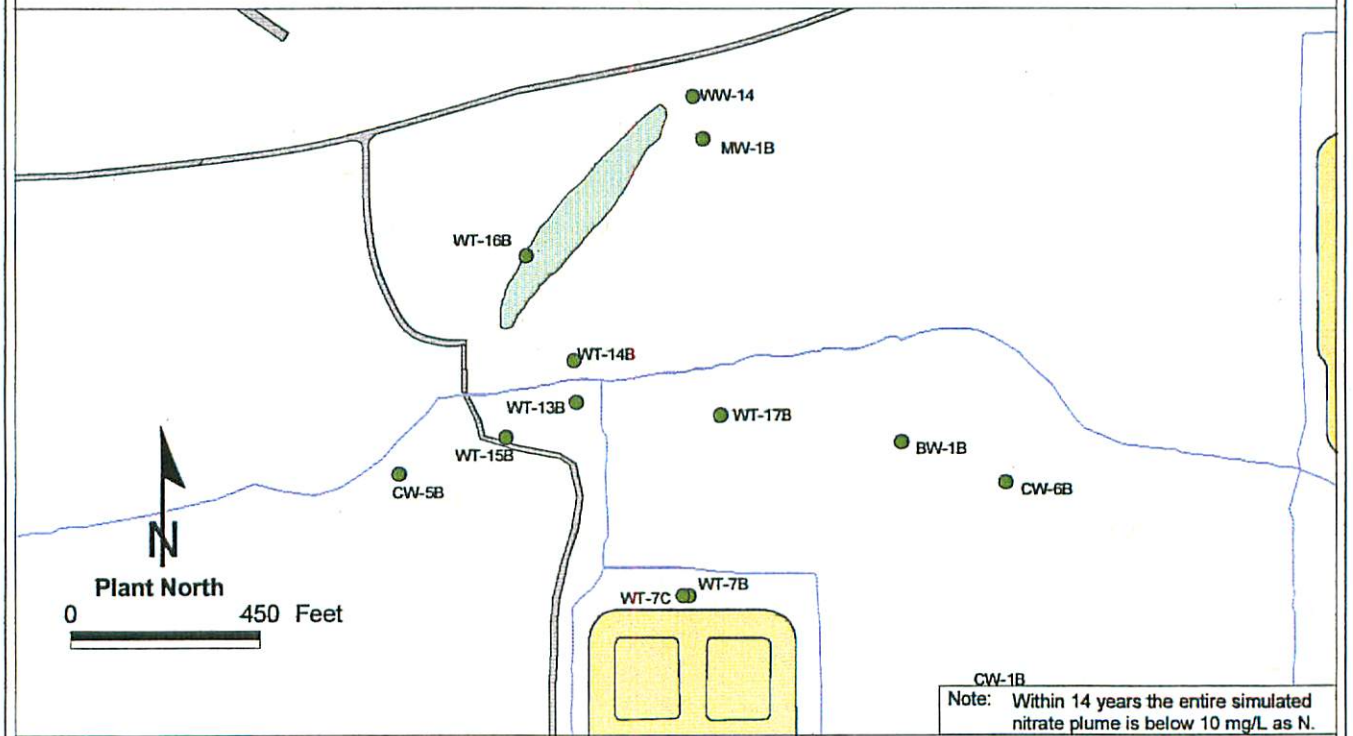 WW-14
MW-1B
WT-16B
WT-14B
WT-13B
WT-17B
WT-15B
BW-1B
CW-5B
CW-6B
N
Plant North
0 450 Feet
WT-7B
WT-7C
CW-1B
Note: Within 14 years the entire simulated
nitrate plume is below 10 mg/L as N.